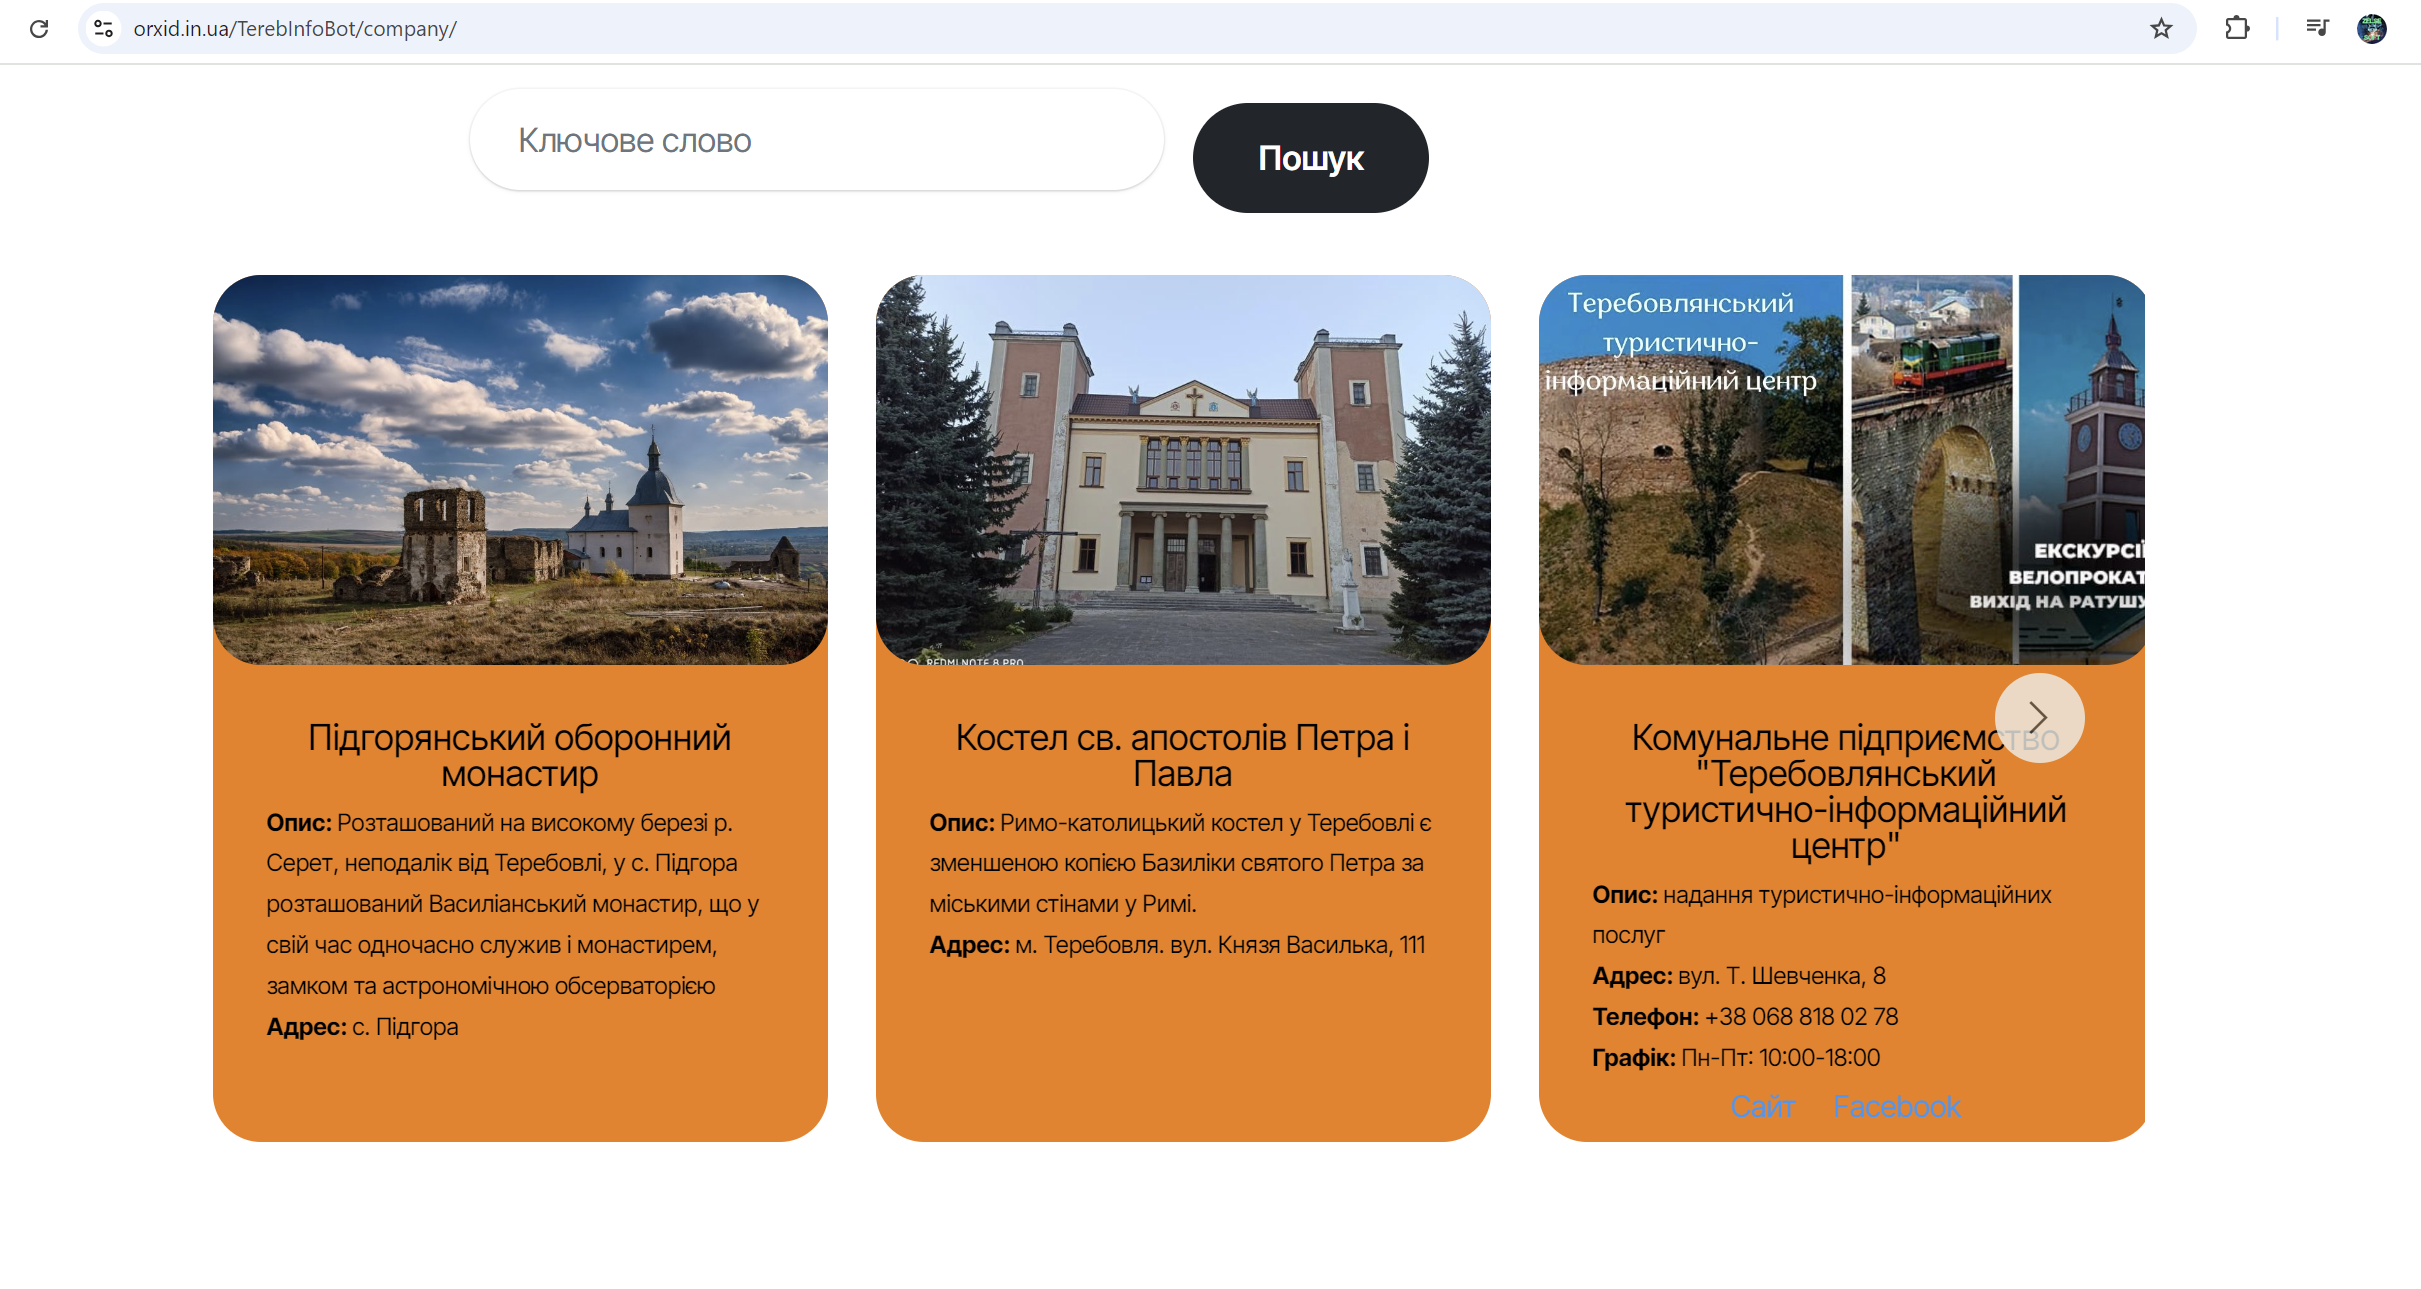 orxid.in.ua/TerebInfoBot/company/
Ключове слово
Пошук
Підгорянський оборонний
монастир
Опис: Розташований на високому березі р.
Серет, неподалік від Теребовлі, у с. Підгора
розташований Василіанський монастир, що у
свій час одночасно служив і монастирем,
замком та астрономічною обсерваторією
Адрес: с. Підгора
REDMI NOTE 8 PRO
Костел св. апостолів Петра і
Павла
Опис: Римо-католицький костел у Теребовлі є
зменшеною копією Базиліки святого Петра за
міськими стінами у Римі.
Адрес: м. Теребовля. вул. Князя Василька, 111
Теребовлянський
туристично-
інформаційний центр
ЕКСКУРСІЇ
ВЕЛОПРОКАТ
ВИХІД НА РАТУШУ
Комунальне підприємство
"Теребовлянський
туристично-інформаційний
центр"
Опис: надання туристично-інформаційних
послуг
Адрес: вул. Т. Шевченка, 8
Телефон: +38 068 818 02 78
Графік: Пн-Пт: 10:00-18:00
Сайт Facebook